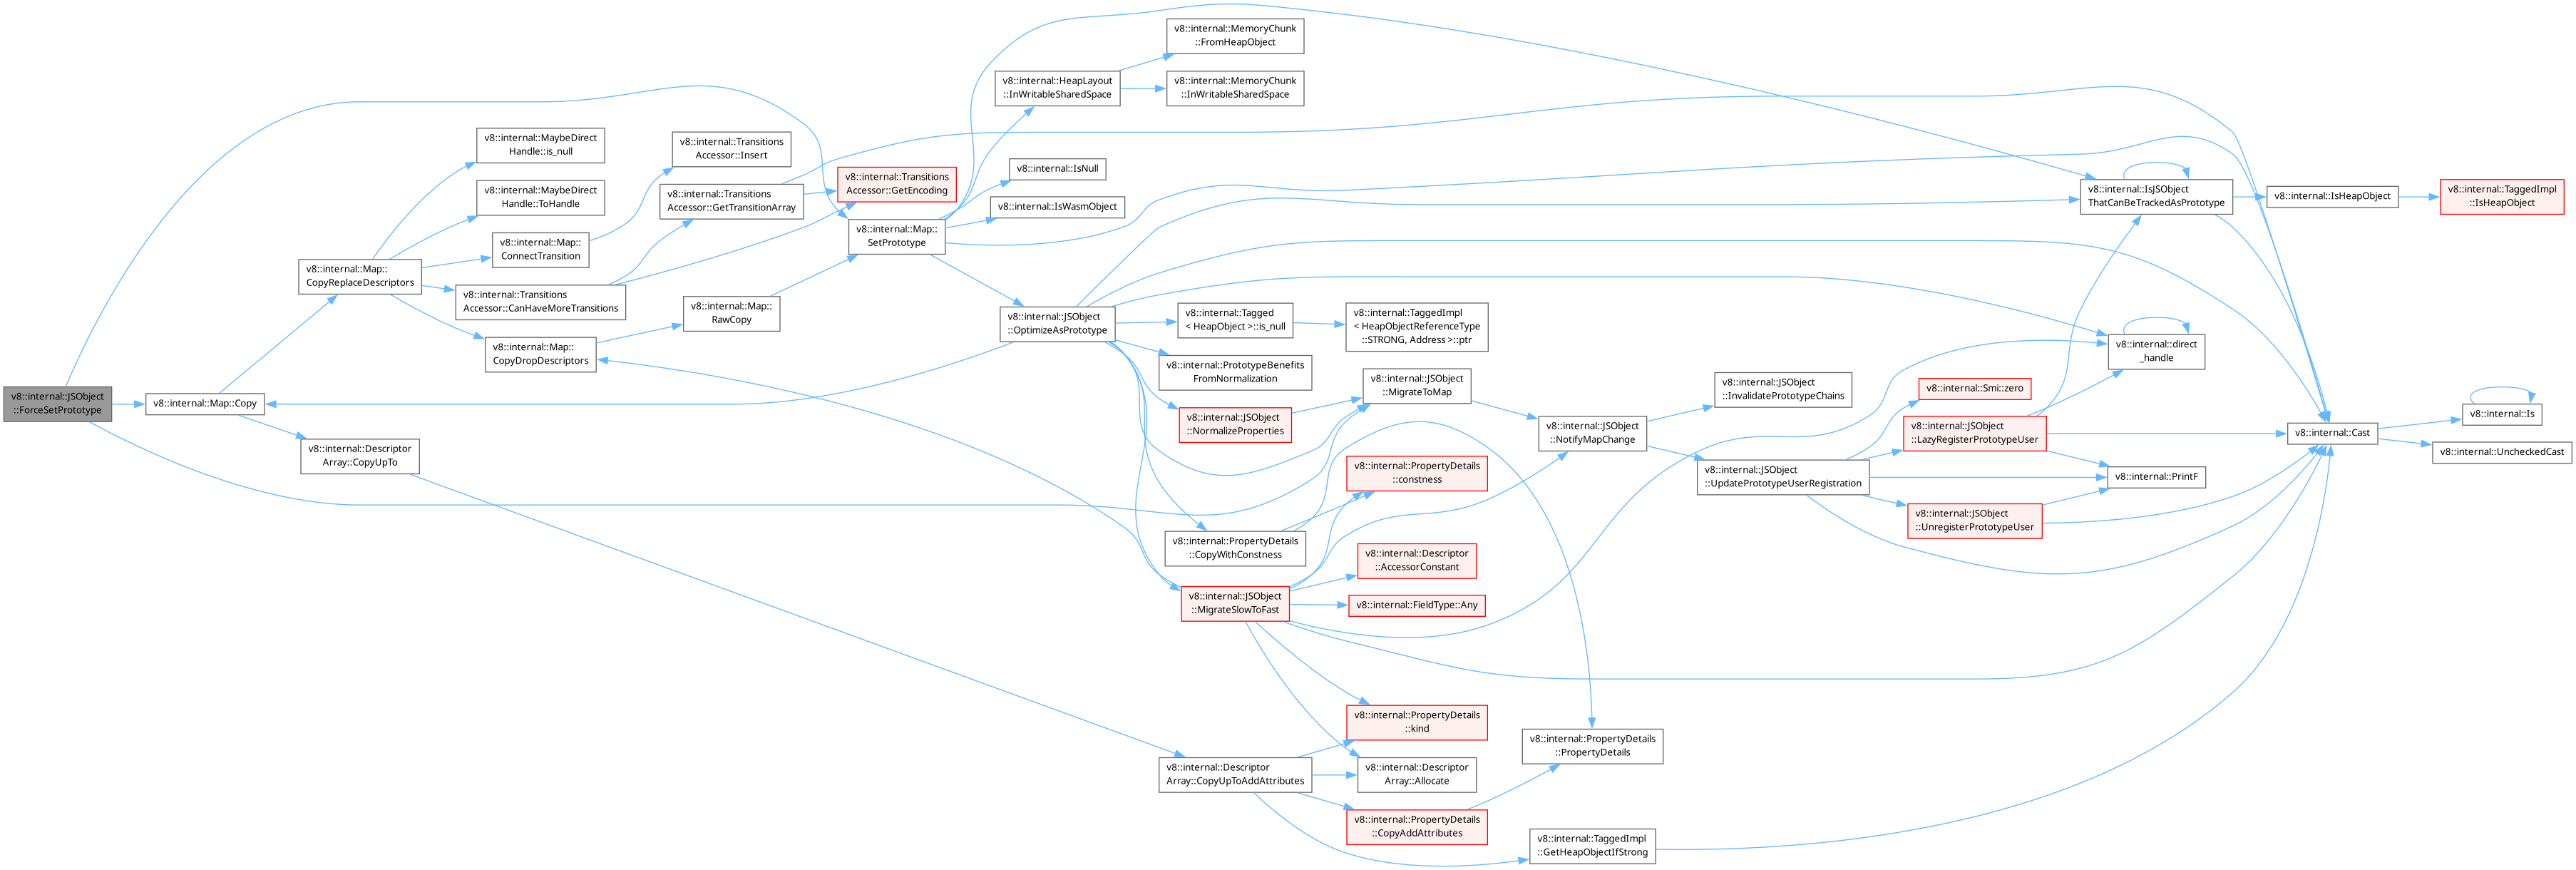 v8::internal::JSObject
::ForceSetPrototype
v8::internal::Map::Copy
v8::internal::Map::
CopyReplaceDescriptors
v8::internal::Descriptor
Array::CopyUpTo
v8::internal::MaybeDirect
Handle::is_null
v8::internal::MaybeDirect
Handle::ToHandle
v8::internal::Map::
ConnectTransition
v8::internal::Transitions
Accessor::CanHaveMoreTransitions
v8::internal::Map::
CopyDropDescriptors
v8::internal::Transitions
Accessor::Insert
v8::internal::Transitions
Accessor::GetTransitionArray
v8::internal::Map::
RawCopy
v8::internal::Transitions
Accessor::GetEncoding
v8::internal::Map::
SetPrototype
v8::internal::HeapLayout
::InWritableSharedSpace
v8::internal::IsNull
v8::internal::IsWasmObject
v8::internal::JSObject
::OptimizeAsPrototype
v8::internal::MemoryChunk
::FromHeapObject
v8::internal::MemoryChunk
::InWritableSharedSpace
v8::internal::Tagged
< HeapObject >::is_null
v8::internal::PrototypeBenefits
FromNormalization
v8::internal::JSObject
::NormalizeProperties
v8::internal::PropertyDetails
::CopyWithConstness
v8::internal::JSObject
::MigrateSlowToFast
v8::internal::Descriptor
Array::CopyUpToAddAttributes
v8::internal::TaggedImpl
< HeapObjectReferenceType
::STRONG, Address >::ptr
v8::internal::JSObject
::MigrateToMap
v8::internal::PropertyDetails
::constness
v8::internal::Descriptor
::AccessorConstant
v8::internal::FieldType::Any
v8::internal::PropertyDetails
::kind
v8::internal::Descriptor
Array::Allocate
v8::internal::PropertyDetails
::CopyAddAttributes
v8::internal::JSObject
::NotifyMapChange
v8::internal::PropertyDetails
::PropertyDetails
v8::internal::TaggedImpl
::GetHeapObjectIfStrong
v8::internal::JSObject
::InvalidatePrototypeChains
v8::internal::JSObject
::UpdatePrototypeUserRegistration
v8::internal::Smi::zero
v8::internal::JSObject
::LazyRegisterPrototypeUser
v8::internal::JSObject
::UnregisterPrototypeUser
v8::internal::IsJSObject
ThatCanBeTrackedAsPrototype
v8::internal::direct
_handle
v8::internal::PrintF
v8::internal::IsHeapObject
v8::internal::Cast
v8::internal::TaggedImpl
::IsHeapObject
v8::internal::Is
v8::internal::UncheckedCast